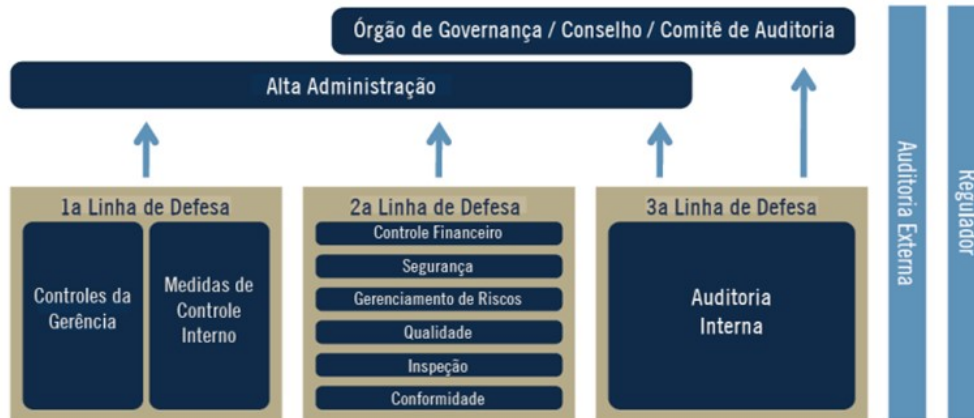 Órgão de Governança / Conselho / Comitê de Auditoria
Alta Administração
1a Linha de Defesa
Controles da
Gerência
Medidas de
Controle
Interno
2a Linha de Defesa
Controle Financeiro
Segurança
Gerenciamento de Riscos
Qualidade
Inspeção
Conformidade
3a Linha de Defesa
Auditoria
Interna
Auditoria Externa
Regulador